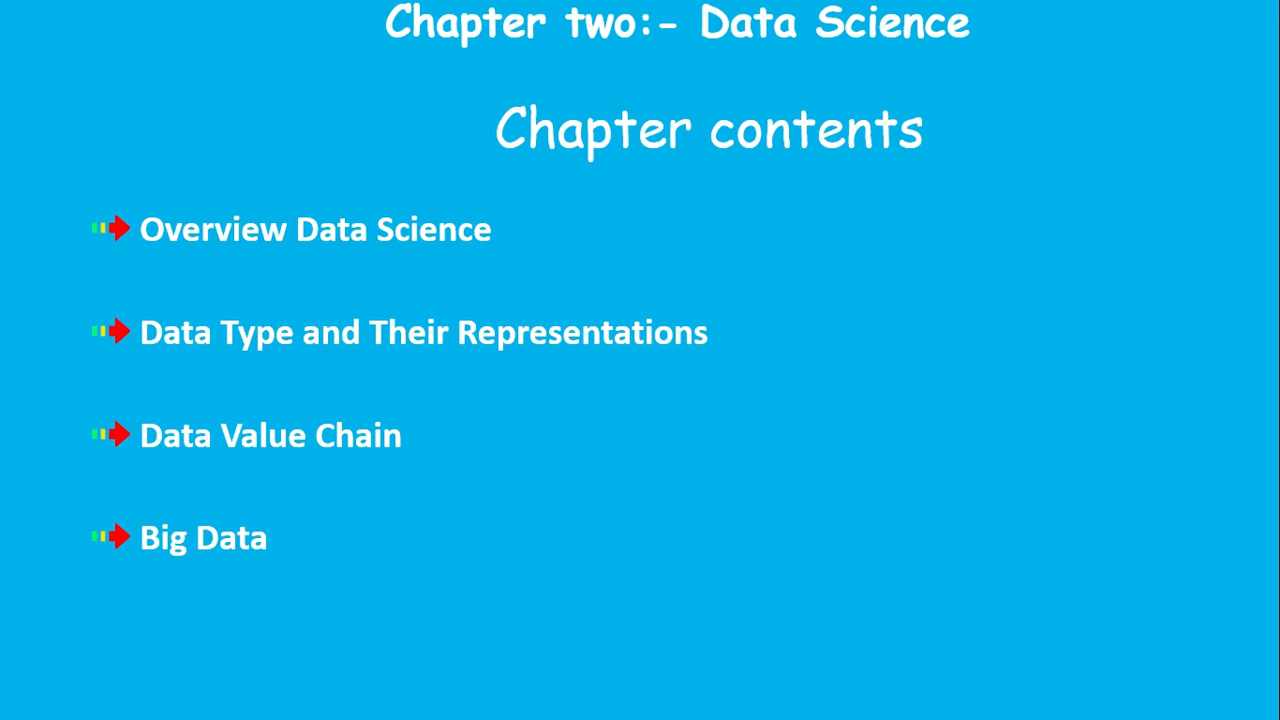 Chapter two:- Data Science
Chapter contents
Overview Data Science
Data Type and Their Representations
Data Value Chain
Big Data